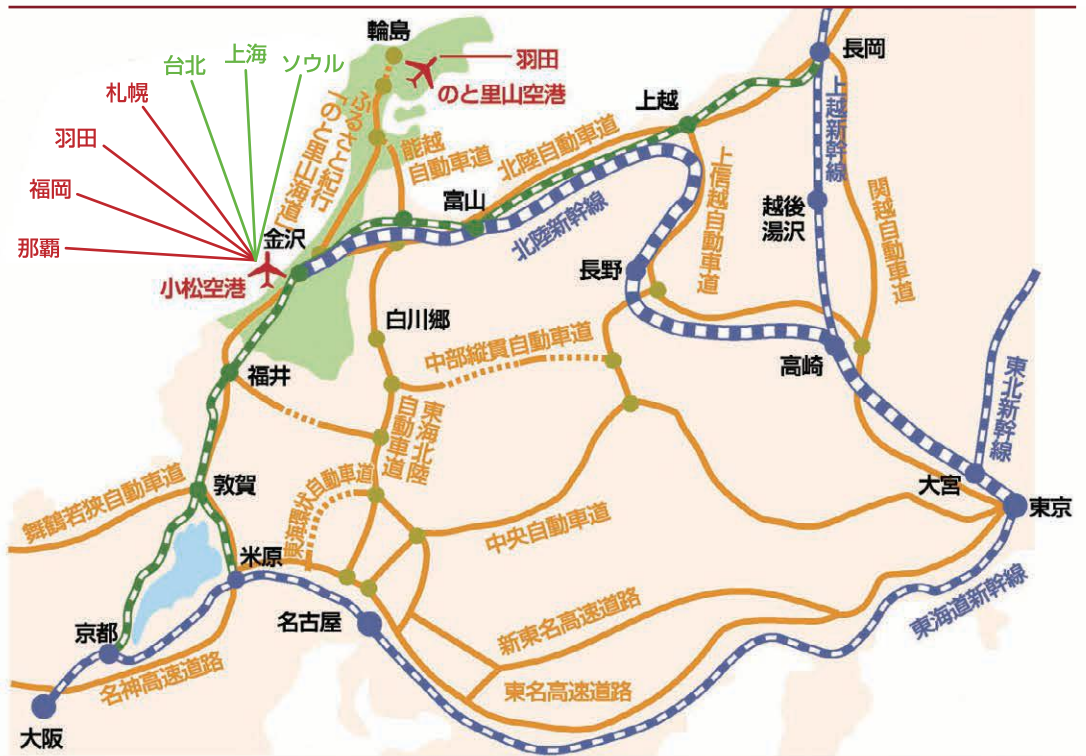 輪島
羽田
のと里山空港
台北
上海
ソウル
札幌
羽田
福岡
那覇
小松空港
金沢
ふるさと紀行
「のと里山海道」
能越
自動車道
富山
北陸自動車道
上越
長岡
上越新幹線
北陸新幹線
上信越自動車道
越後
湯沢
関越自動車道
長野
白川郷
中部縦貫自動車道
高崎
福井
東海北陸
自動車道
東北新幹線
大宮
東京
敦賀
舞鶴若狭自動車道
東海環状自動車道
中央自動車道
米原
名古屋
新東名高速道路
東海道新幹線
京都
名神高速道路
東名高速道路
大阪